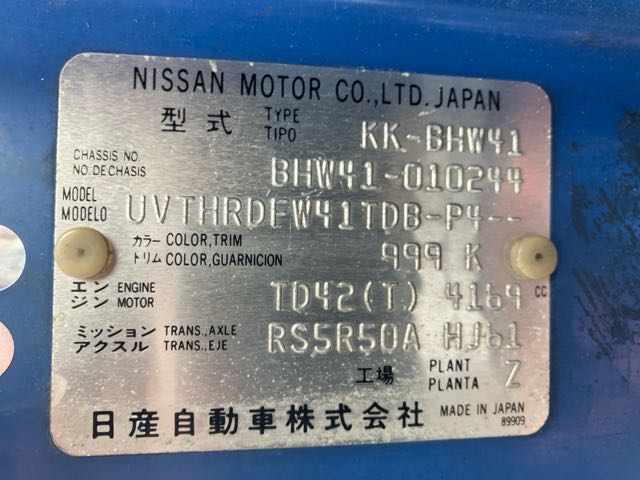 NISSAN MOTOR CO.,LTD. JAPAN
型式 TYPE TIPO KK-BHW41
CHASSIS NO. NO DE CHASIS BHW41-010244
MODEL MODELO UVTHRDFW41TDB-P4--
カラー COLOR,TRIM
トリム COLOR,GUARNICION 999 K
エンジン ENGINE MOTOR TD42(T) 4169 CC
ミッション TRANS.,AXLE
アクスル TRANS.,EJE RS5R50A HJ61
工場 PLANT PLANTA Z
日産自動車株式会社 MADE IN JAPAN
89909